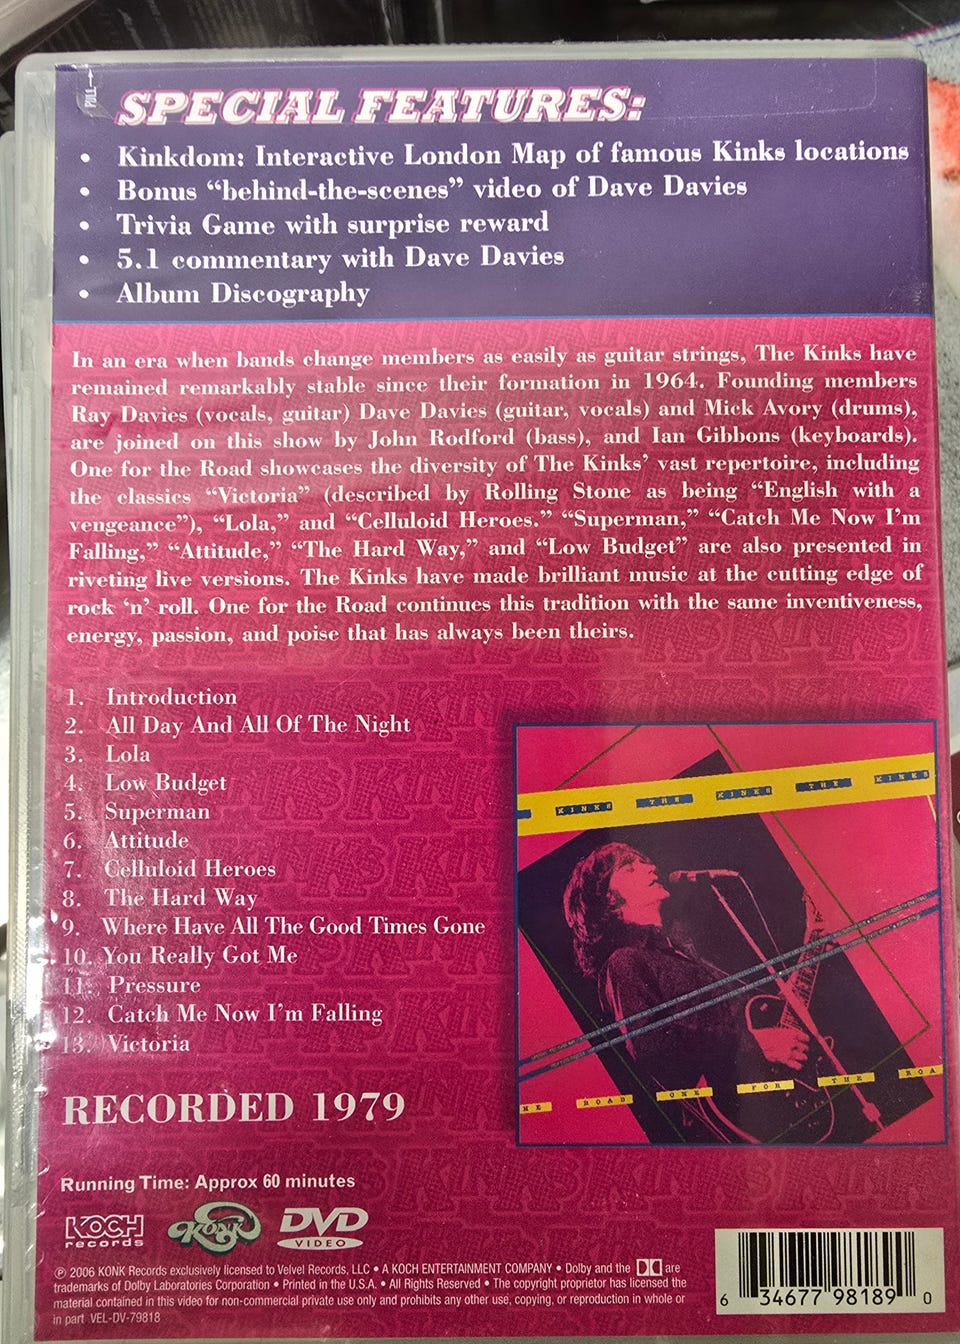 PULL→
SPECIAL FEATURES:
• Kinkdom: Interactive London Map of famous Kinks locations
• Bonus “behind-the-scenes” video of Dave Davies
• Trivia Game with surprise reward
• 5.1 commentary with Dave Davies
• Album Discography
In an era when bands change members as easily as guitar strings, The Kinks have
remained remarkably stable since their formation in 1964. Founding members
Ray Davies (vocals, guitar) Dave Davies (guitar, vocals) and Mick Avory (drums),
are joined on this show by John Rodford (bass), and Ian Gibbons (keyboards).
One for the Road showcases the diversity of The Kinks’ vast repertoire, including
the classics “Victoria” (described by Rolling Stone as being “English with a
vengeance”), “Lola,” and “Celluloid Heroes.” “Superman,” “Catch Me Now I’m
Falling,” “Attitude,” “The Hard Way,” and “Low Budget” are also presented in
riveting live versions. The Kinks have made brilliant music at the cutting edge of
rock ‘n’ roll. One for the Road continues this tradition with the same inventiveness,
energy, passion, and poise that has always been theirs.
1. Introduction
2. All Day And All Of The Night
3. Lola
4. Low Budget
5. Superman
6. Attitude
7. Celluloid Heroes
8. The Hard Way
9. Where Have All The Good Times Gone
10. You Really Got Me
11. Pressure
12. Catch Me Now I’m Falling
13. Victoria
KINKS THE KINKS THE KINKS
HE ROAD ONE FOR THE ROA
RECORDED 1979
Running Time: Approx 60 minutes
KOCH records
KONK
DVD VIDEO
℗ 2006 KONK Records exclusively licensed to Velvel Records, LLC • A KOCH ENTERTAINMENT COMPANY • Dolby and the are
trademarks of Dolby Laboratories Corporation • Printed in the U.S.A. • All Rights Reserved • The copyright proprietor has licensed the
material contained in this video for non-commercial private use only and prohibits any other use, copying, or reproduction in whole or
in part VEL-DV-79818
6 34677 98189 0